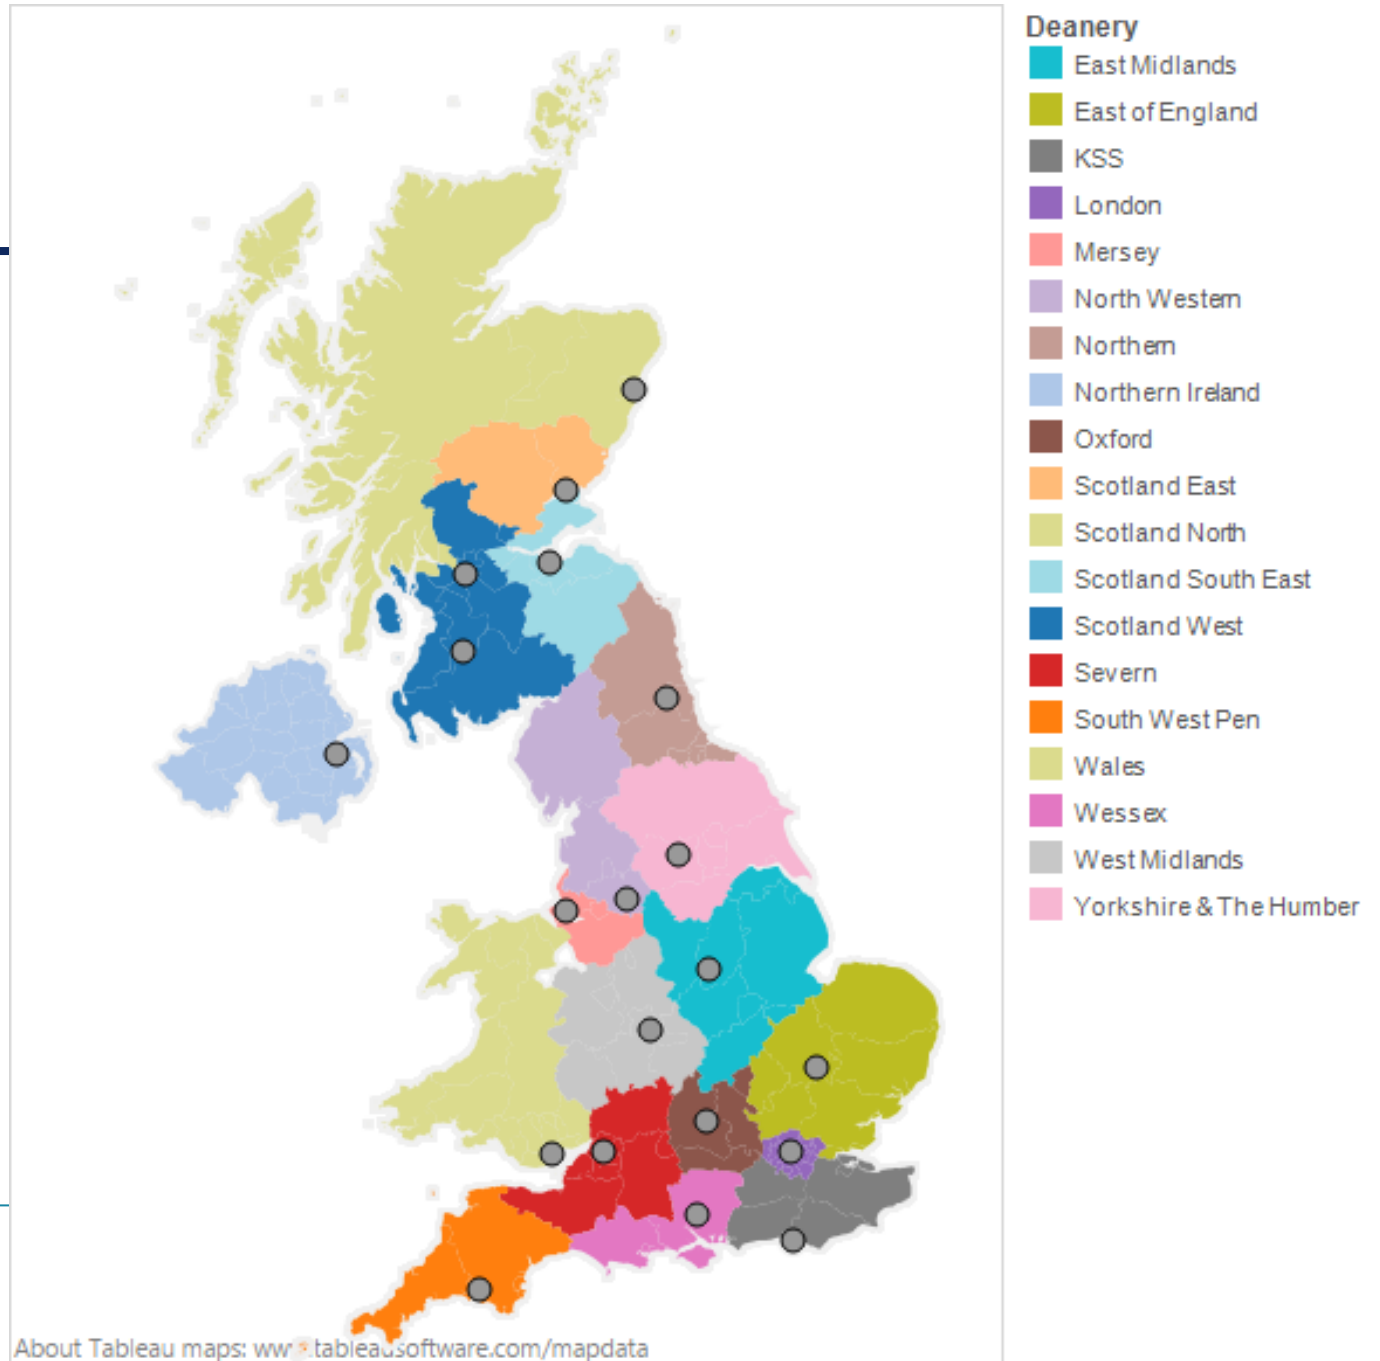 Deanery
East Midlands
East of England
KSS
London
Mersey
North Western
Northern
Northern Ireland
Oxford
Scotland East
Scotland North
Scotland South East
Scotland West
Severn
South West Pen
Wales
Wessex
West Midlands
Yorkshire & The Humber
About Tableau maps: www.tableausoftware.com/mapdata